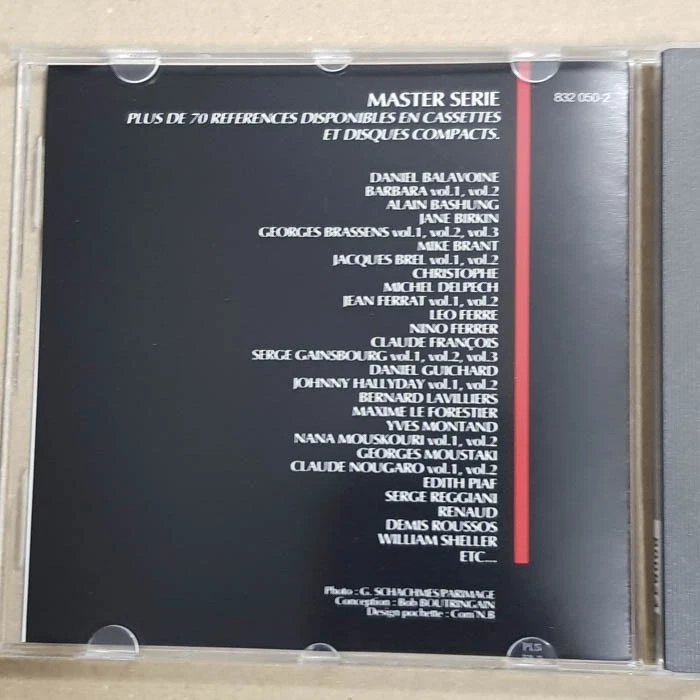 MASTER SERIE
832 050-2
PLUS DE 70 REFERENCES DISPONIBLES EN CASSETTES
ET DISQUES COMPACTS.
DANIEL BALAVOINE
BARBARA vol.1, vol.2
ALAIN BASHUNG
JANE BIRKIN
GEORGES BRASSENS vol.1, vol.2, vol.3
MIKE BRANT
JACQUES BREL vol.1, vol.2
CHRISTOPHE
MICHEL DELPECH
JEAN FERRAT vol.1, vol.2
LEO FERRE
NINO FERRER
CLAUDE FRANÇOIS
SERGE GAINSBOURG vol.1, vol.2, vol.3
DANIEL GUICHARD
JOHNNY HALLYDAY vol.1, vol.2
BERNARD LAVILLIERS
MAXIME LE FORESTIER
YVES MONTAND
NANA MOUSKOURI vol.1, vol.2
GEORGES MOUSTAKI
CLAUDE NOUGARO vol.1, vol.2
EDITH PIAF
SERGE REGGIANI
RENAUD
DEMIS ROUSSOS
WILLIAM SHELLER
ETC....
Photo : G. SCHACHMES/PARIMAGE
Conception : Bob BOUTRINGAIN
Design pochette : Com'N.B